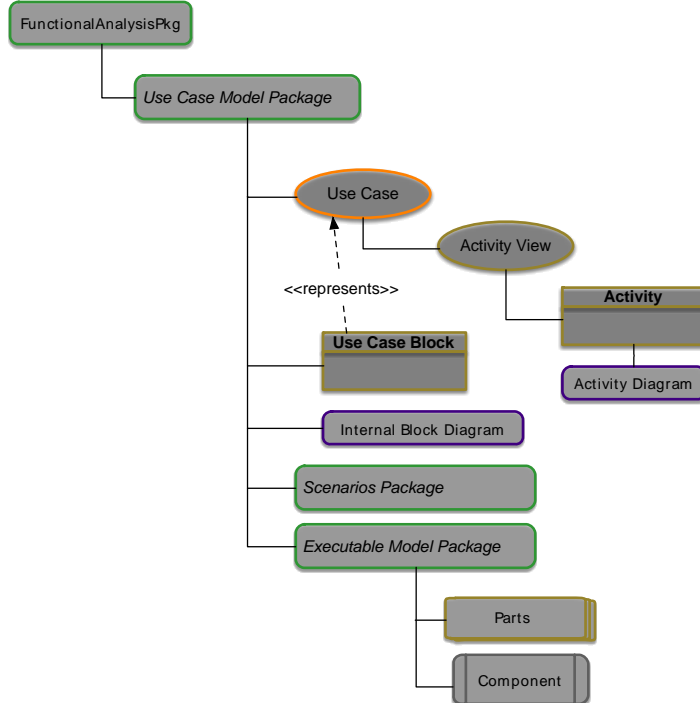 FunctionalAnalysisPkg
Use Case Model Package
Use Case
Activity View
<<represents>>
Activity
Use Case Block
Activity Diagram
Internal Block Diagram
Scenarios Package
Executable Model Package
Parts
Component